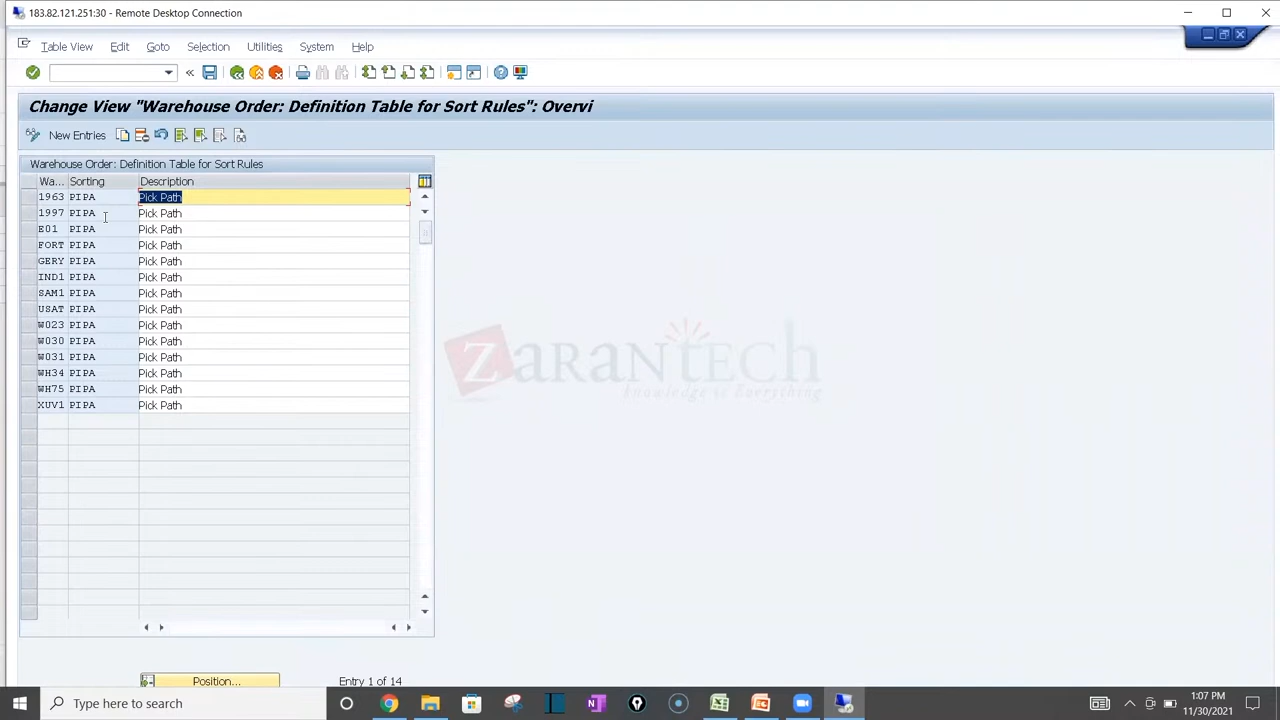 183.82.121.251:30 - Remote Desktop Connection
Table View Edit Goto Selection Utilities System Help
Change View "Warehouse Order: Definition Table for Sort Rules": Overvi
New Entries
Warehouse Order: Definition Table for Sort Rules
Wa... Sorting Description
1963 PIPA Pick Path
1997 PIPA Pick Path
E01 PIPA Pick Path
FORT PIPA Pick Path
GERY PIPA Pick Path
IND1 PIPA Pick Path
SAM1 PIPA Pick Path
USAT PIPA Pick Path
W023 PIPA Pick Path
W030 PIPA Pick Path
W031 PIPA Pick Path
WH34 PIPA Pick Path
WH75 PIPA Pick Path
XUV1 PIPA Pick Path
zarantech
Knowledge is Everything
Position... Entry 1 of 14
Type here to search
1:07 PM
11/30/2021